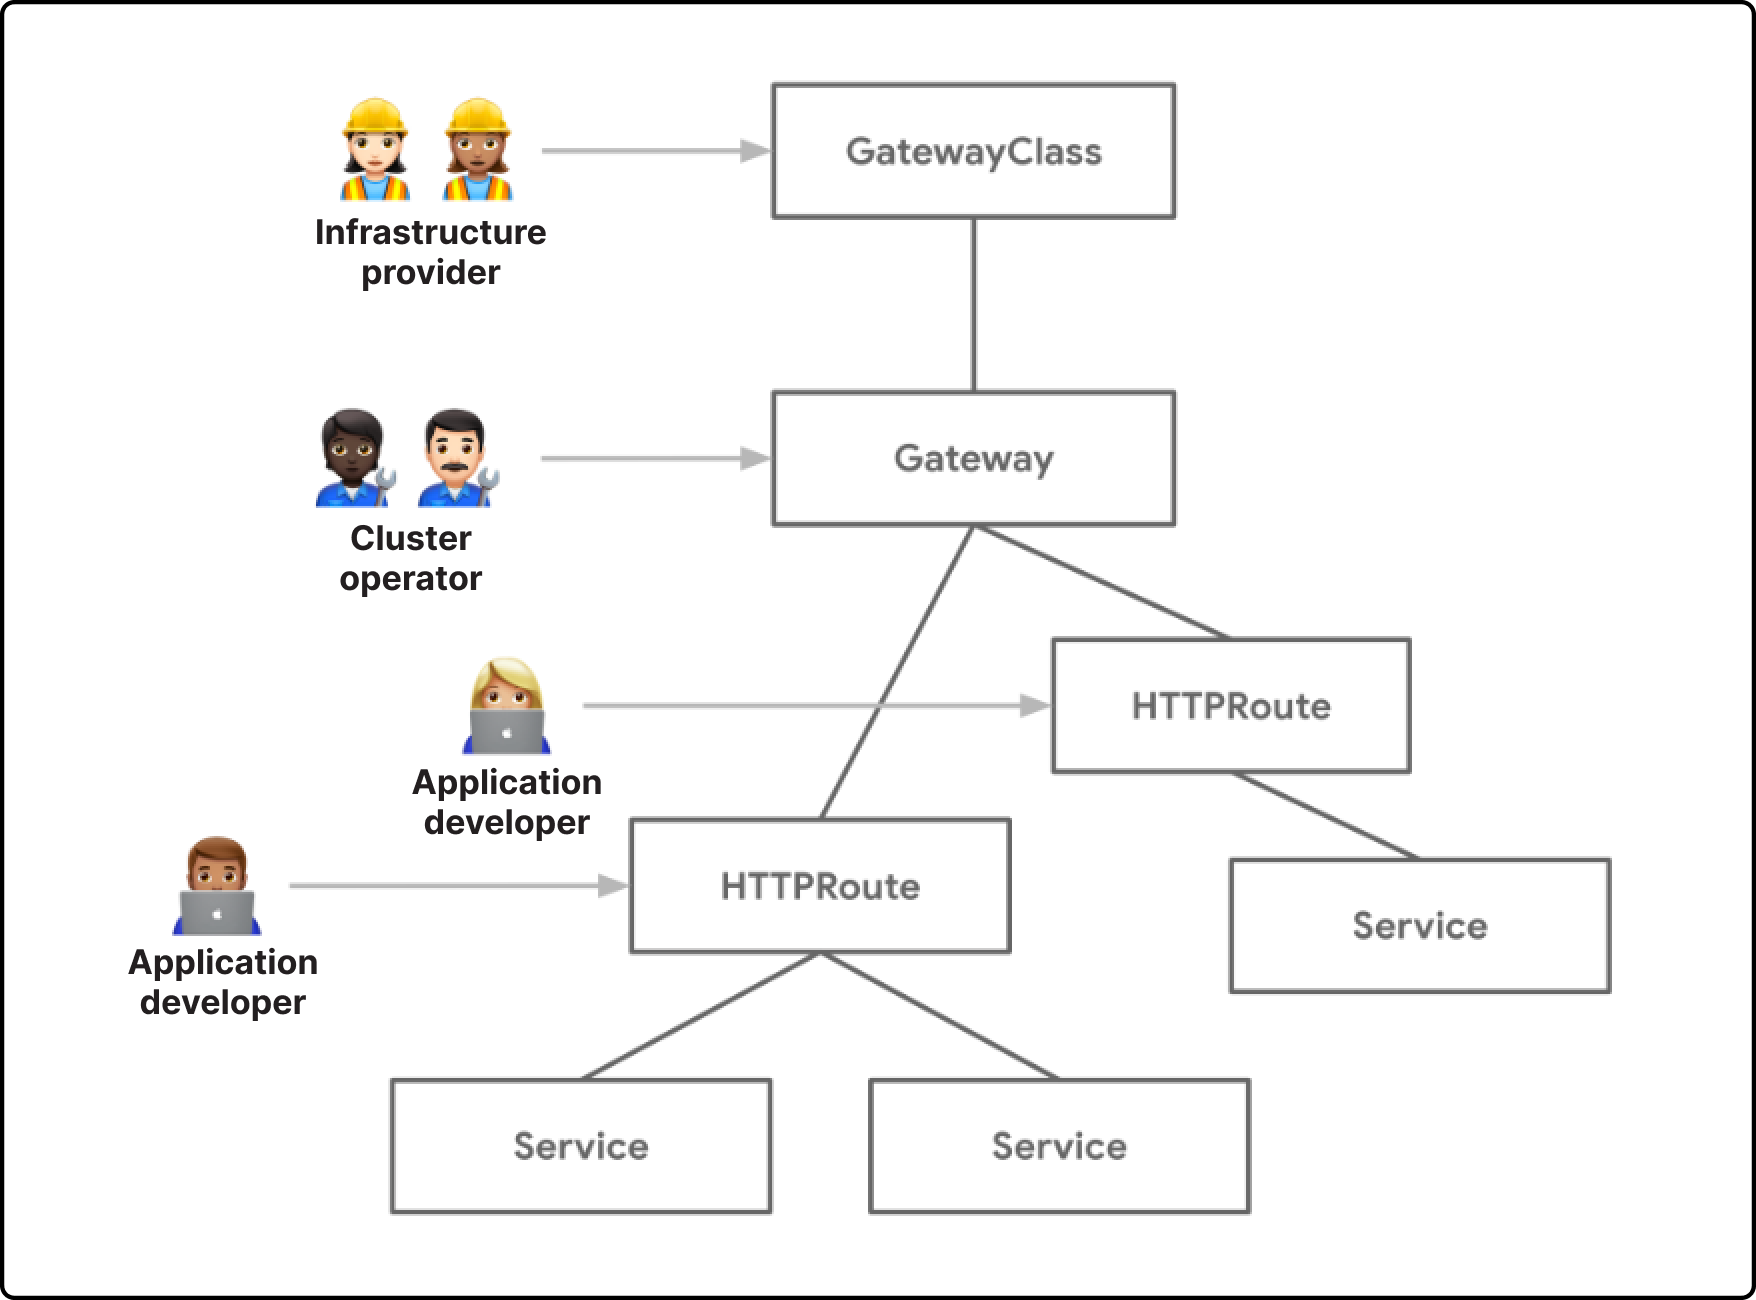 GatewayClass
Infrastructure
provider
Gateway
Cluster
operator
HTTPRoute
Application
developer
HTTPRoute
Service
Application
developer
Service
Service